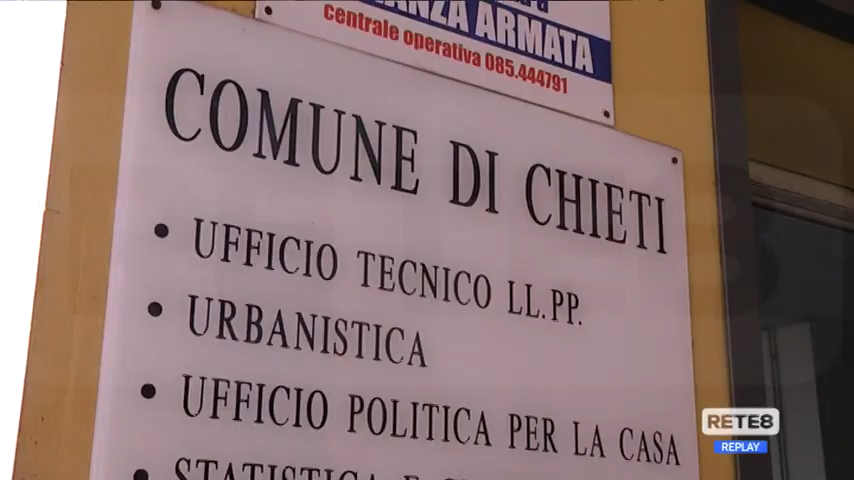 ANZA ARMATA
centrale operativa 085.444791
COMUNE DI CHIETI
• UFFICIO TECNICO LL.PP.
• URBANISTICA
• UFFICIO POLITICA PER LA CASA
• STATISTICA E
RETE8
REPLAY